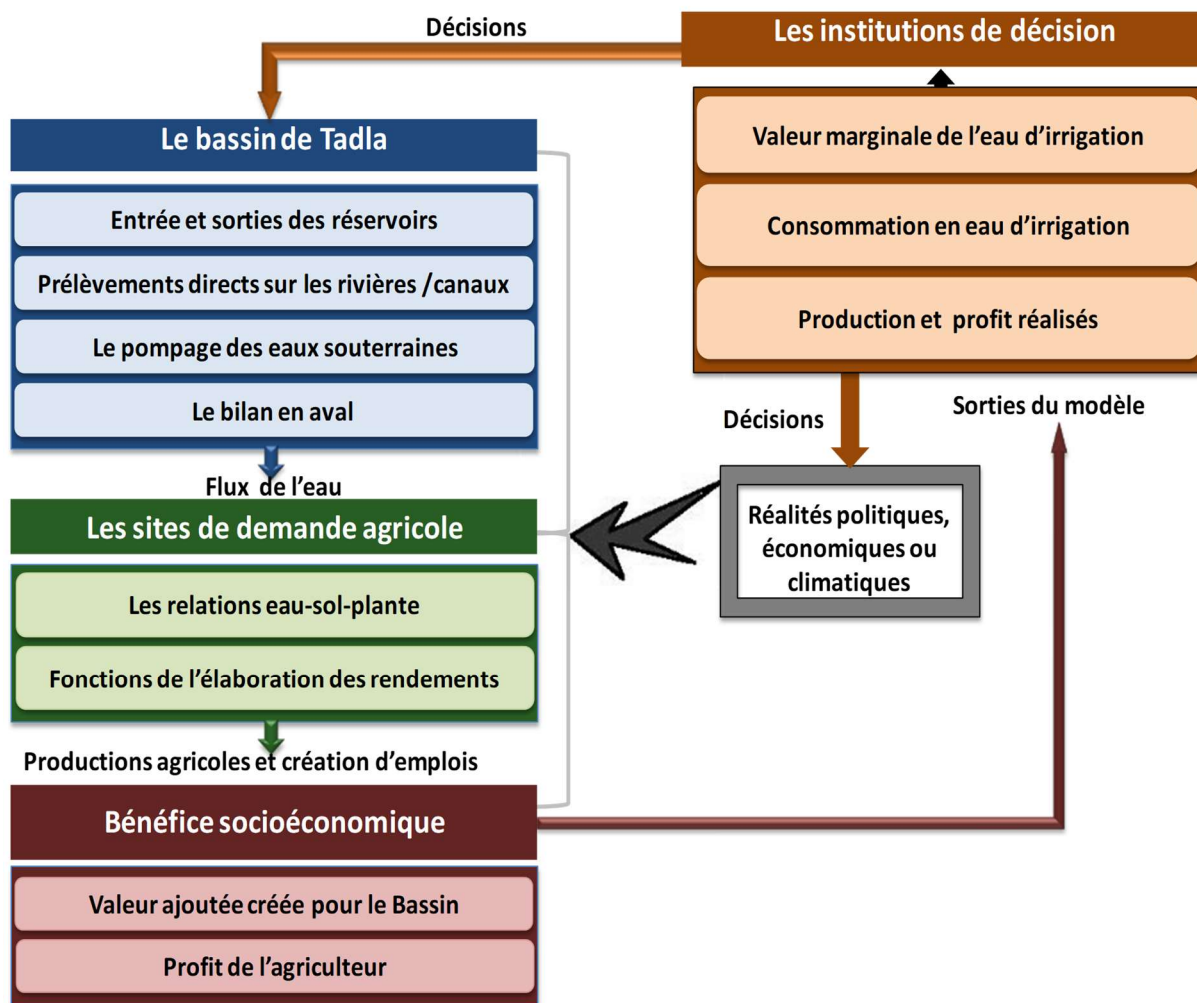 Décisions
Les institutions de décision
Le bassin de Tadla
Entrée et sorties des réservoirs
Prélèvements directs sur les rivières /canaux
Le pompage des eaux souterraines
Le bilan en aval
Flux de l’eau
Les sites de demande agricole
Les relations eau-sol-plante
Fonctions de l’élaboration des rendements
Productions agricoles et création d’emplois
Bénéfice socioéconomique
Valeur ajoutée créée pour le Bassin
Profit de l’agriculteur
Valeur marginale de l’eau d’irrigation
Consommation en eau d’irrigation
Production et profit réalisés
Décisions
Sorties du modèle
Réalités politiques,
économiques ou
climatiques